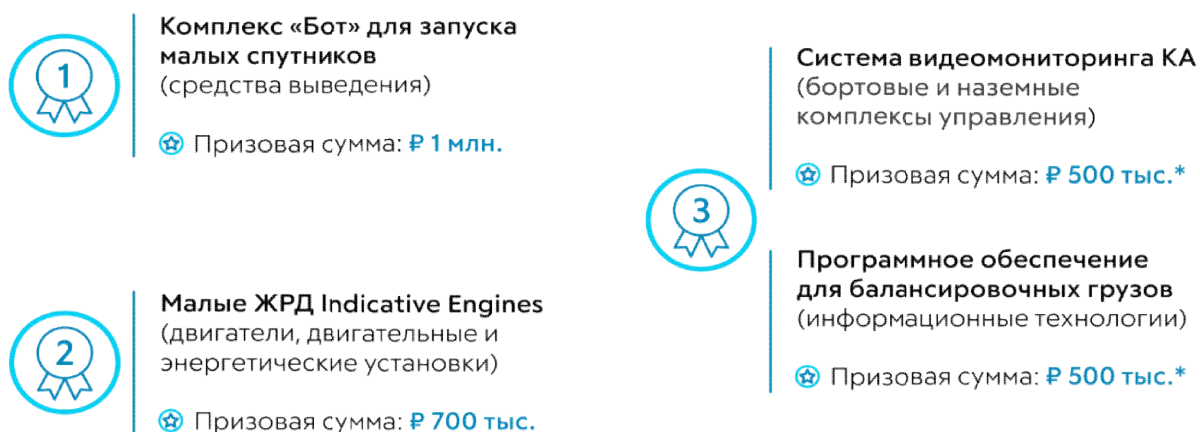 1
Комплекс «Бот» для запуска
малых спутников
(средства выведения)
Призовая сумма: ₽ 1 млн.
2
Малые ЖРД Indicative Engines
(двигатели, двигательные и
энергетические установки)
Призовая сумма: ₽ 700 тыс.
3
Система видеомониторинга КА
(бортовые и наземные
комплексы управления)
Призовая сумма: ₽ 500 тыс.*
Программное обеспечение
для балансировочных грузов
(информационные технологии)
Призовая сумма: ₽ 500 тыс.*